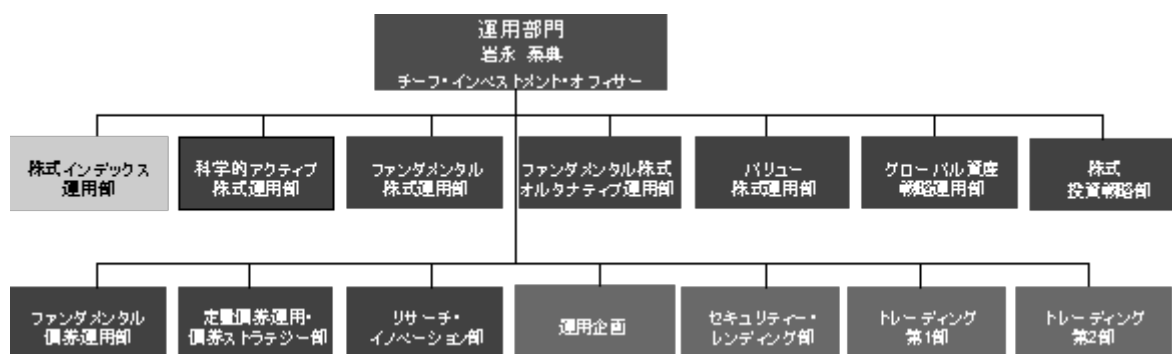 運用部門
岩永 泰典
チーフ・インベストメント・オフィサー
株式インデックス
運用部
科学的アクティブ
株式運用部
ファンダメンタル
株式運用部
ファンダメンタル株式
オルタナティブ運用部
バリュー
株式運用部
グローバル資産
戦略運用部
株式
投資戦略部
ファンダメンタル
債券運用部
定量債券運用・
債券ストラテジー部
リサーチ・
イノベーション部
運用企画
セキュリティー・
レンディング部
トレーディング
第1部
トレーディング
第2部